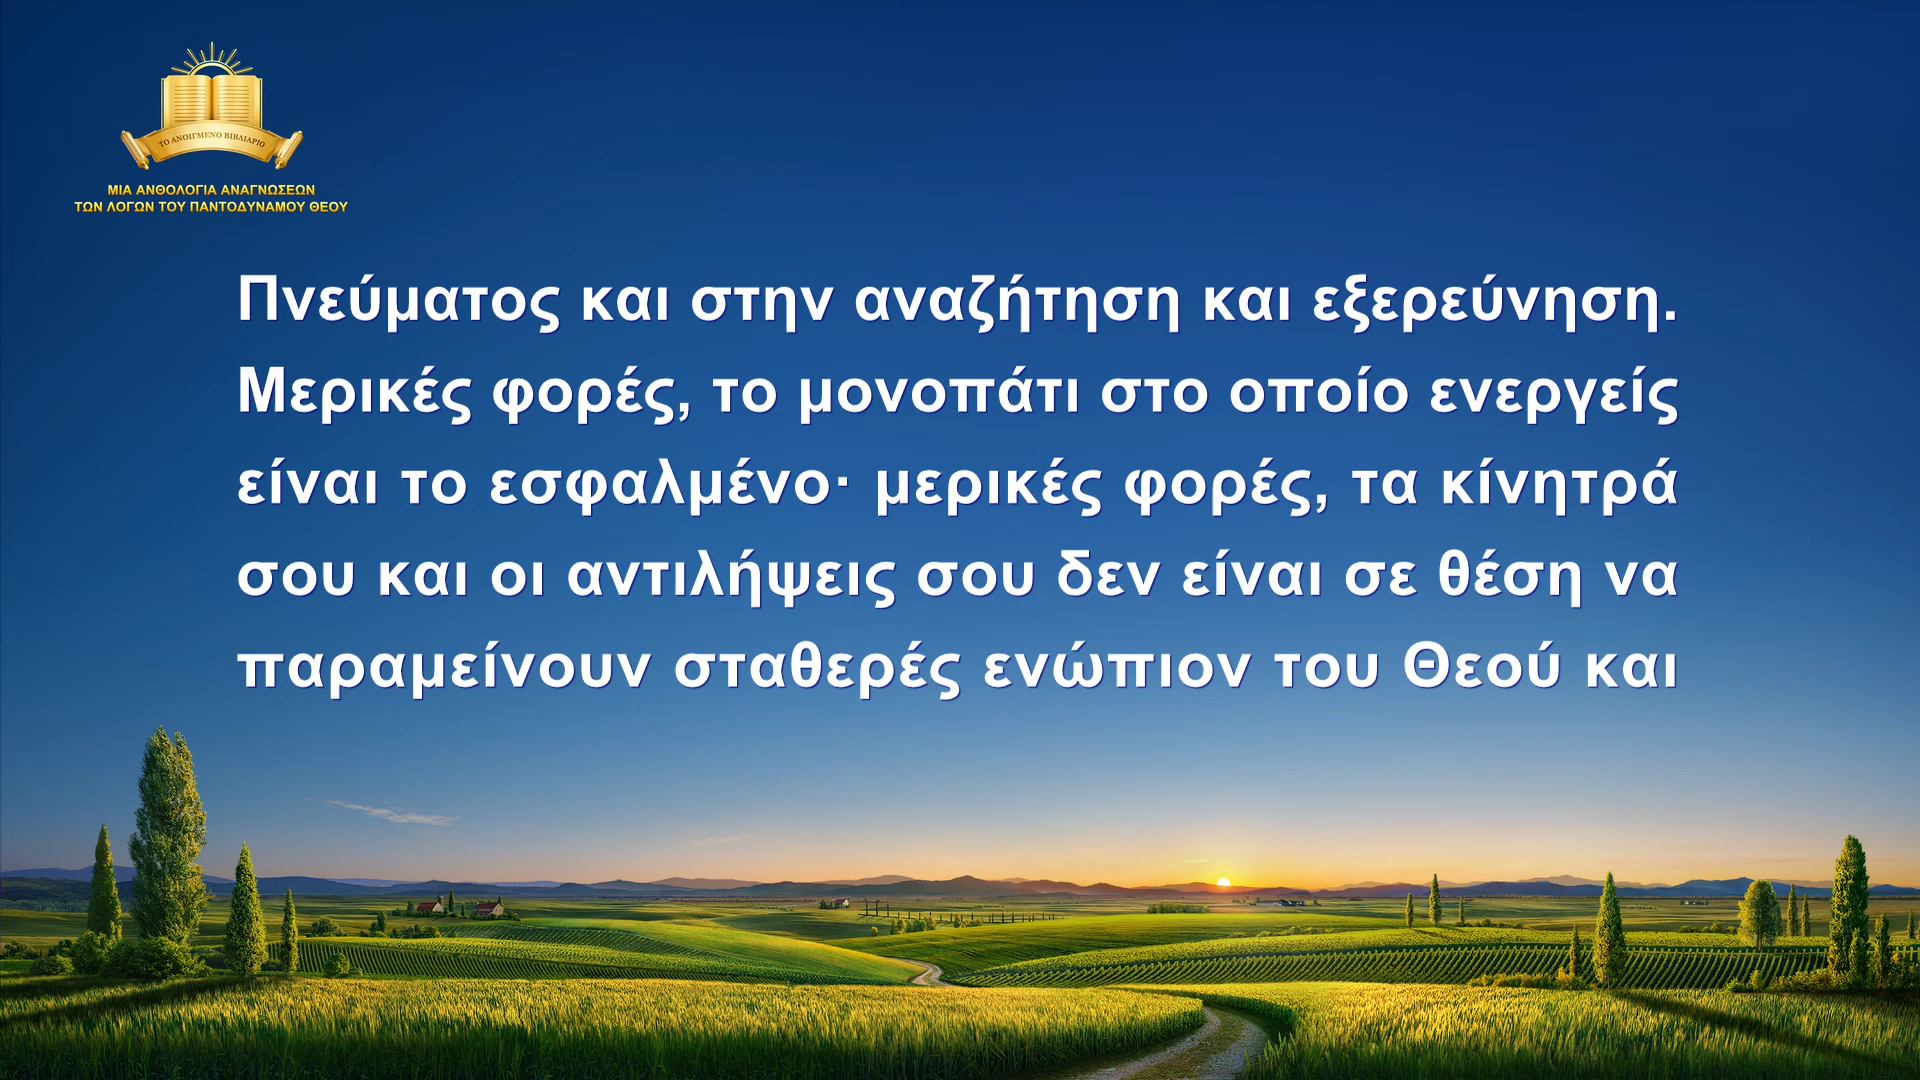 ΤΟ ΑΝΟΙΓΜΕΝΟ ΒΙΒΛΙΑΡΙΟ
ΜΙΑ ΑΝΘΟΛΟΓΙΑ ΑΝΑΓΝΩΣΕΩΝ
ΤΩΝ ΛΟΓΩΝ ΤΟΥ ΠΑΝΤΟΔΥΝΑΜΟΥ ΘΕΟΥ
Πνεύματος και στην αναζήτηση και εξερεύνηση.
Μερικές φορές, το μονοπάτι στο οποίο ενεργείς
είναι το εσφαλμένο· μερικές φορές, τα κίνητρά
σου και οι αντιλήψεις σου δεν είναι σε θέση να
παραμείνουν σταθερές ενώπιον του Θεού και